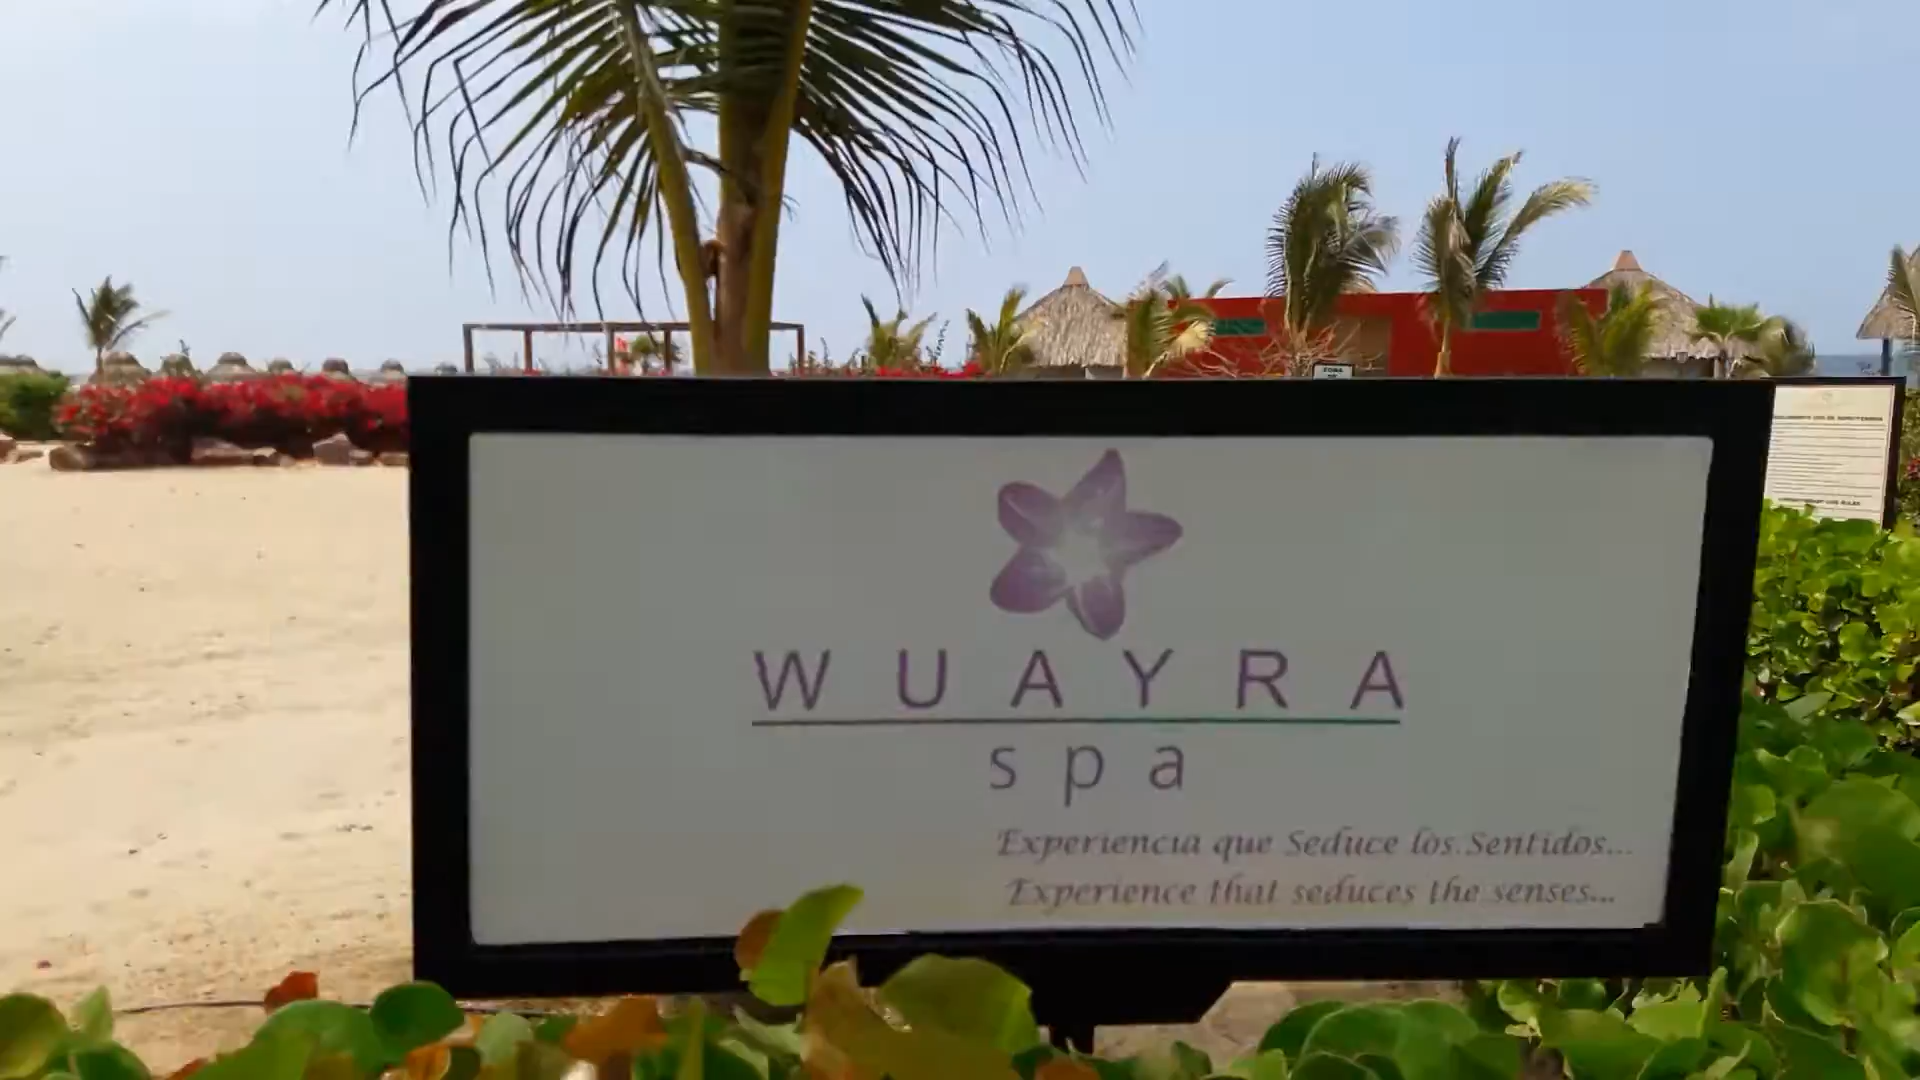 WUAYRA
spa
Experiencia que Seduce los Sentidos...
Experience that seduces the senses...